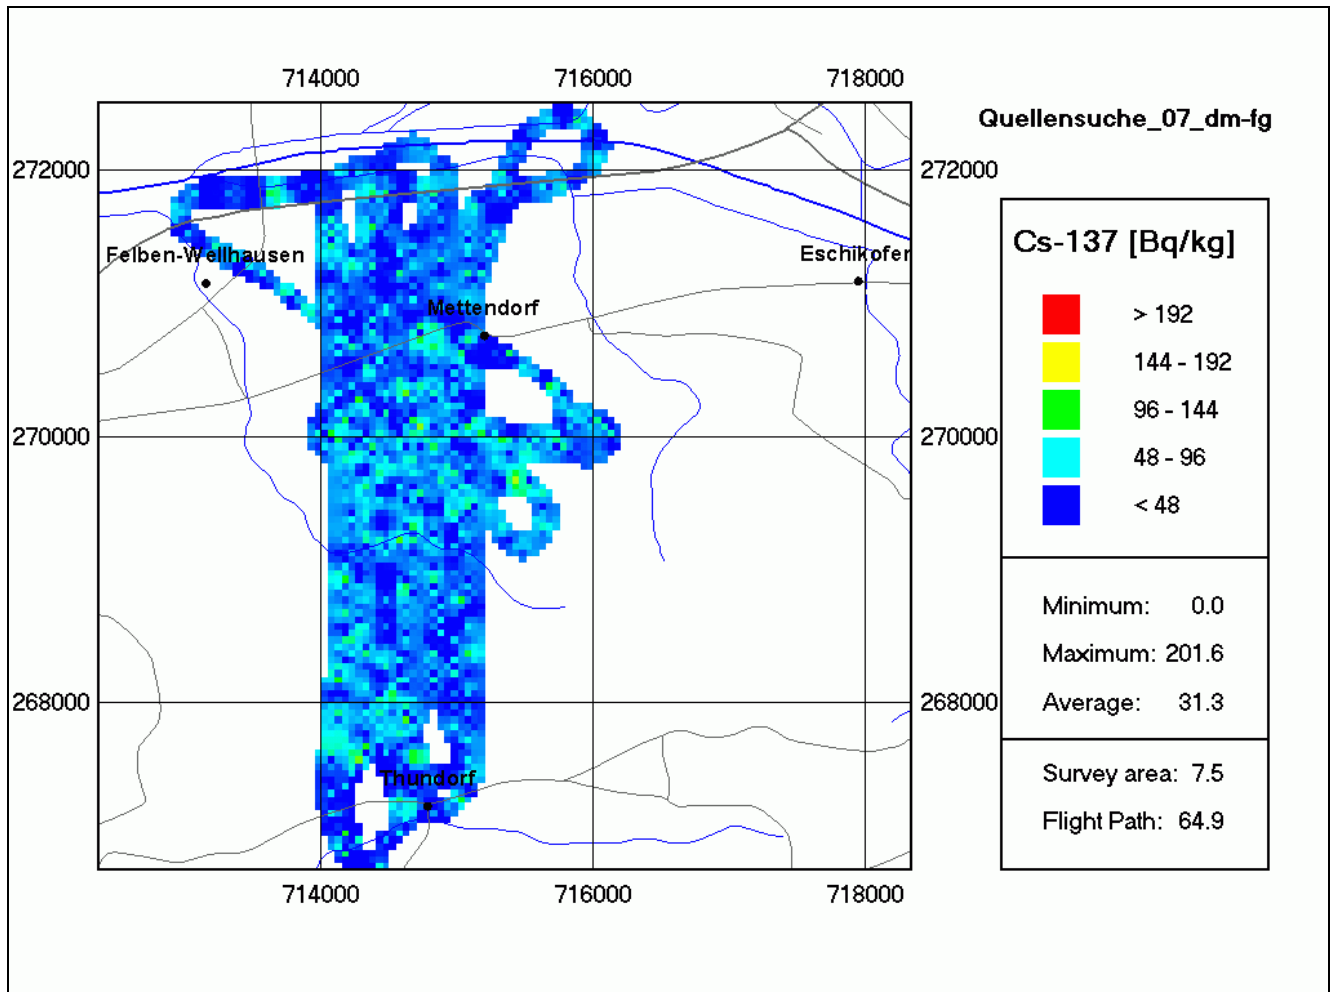 714000 716000 718000
Quellensuche_07_dm-fg
272000 272000
Cs-137 [Bq/kg]
Felben-Wellhausen
Eschikofen
> 192
Mettendorf
144 - 192
96 - 144
270000 270000
48 - 96
< 48
Minimum: 0.0
Maximum: 201.6
268000 268000
Average: 31.3
Thundorf
Survey area: 7.5
Flight Path: 64.9
714000 716000 718000